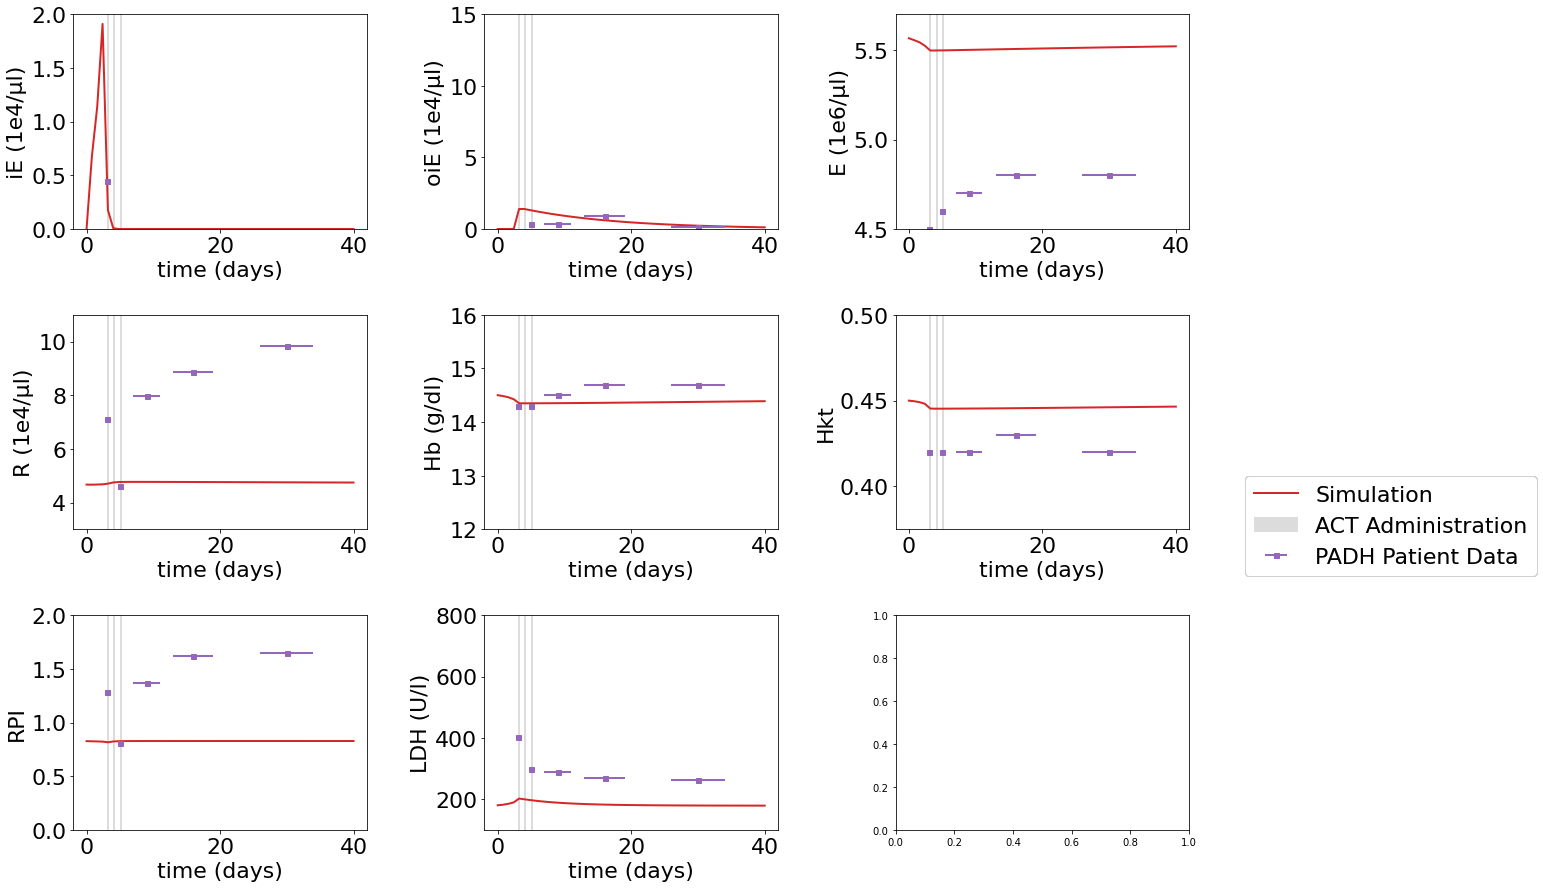 iE (1e4/µl)
2.0
1.5
1.0
0.5
0.0
0 20 40
time (days)
oiE (1e4/µl)
15
10
5
0
0 20 40
time (days)
E (1e6/µl)
5.5
5.0
4.5
0 20 40
time (days)
R (1e4/µl)
10
8
6
4
0 20 40
time (days)
Hb (g/dl)
16
15
14
13
12
0 20 40
time (days)
Hkt
0.50
0.45
0.40
0 20 40
time (days)
Simulation
ACT Administration
PADH Patient Data
RPI
2.0
1.5
1.0
0.5
0.0
0 20 40
time (days)
LDH (U/l)
800
600
400
200
0 20 40
time (days)
1.0
0.8
0.6
0.4
0.2
0.0
0.0 0.2 0.4 0.6 0.8 1.0